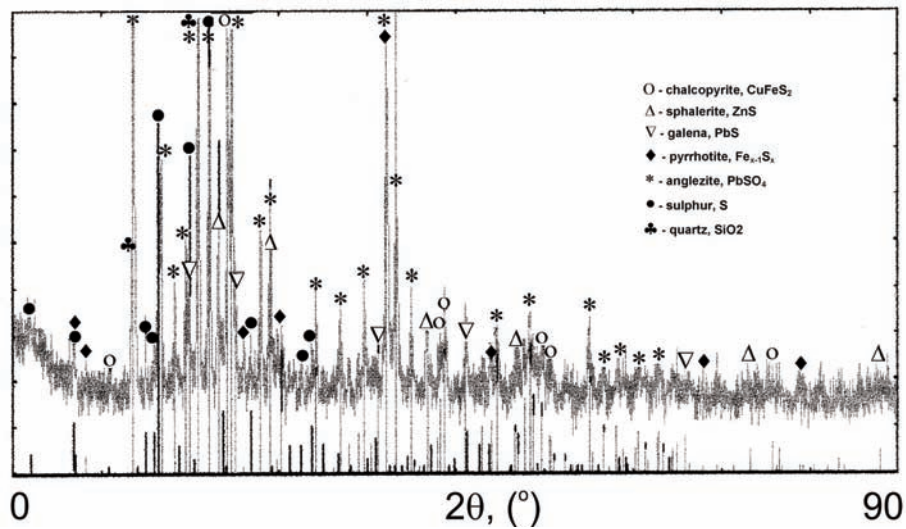 O - chalcopyrite, CuFeS₂
Δ - sphalerite, ZnS
∇ - galena, PbS
♦ - pyrrhotite, Feₓ₋₁Sₓ
* - anglezite, PbSO₄
● - sulphur, S
♣ - quartz, SiO2
0 2θ, (°) 90